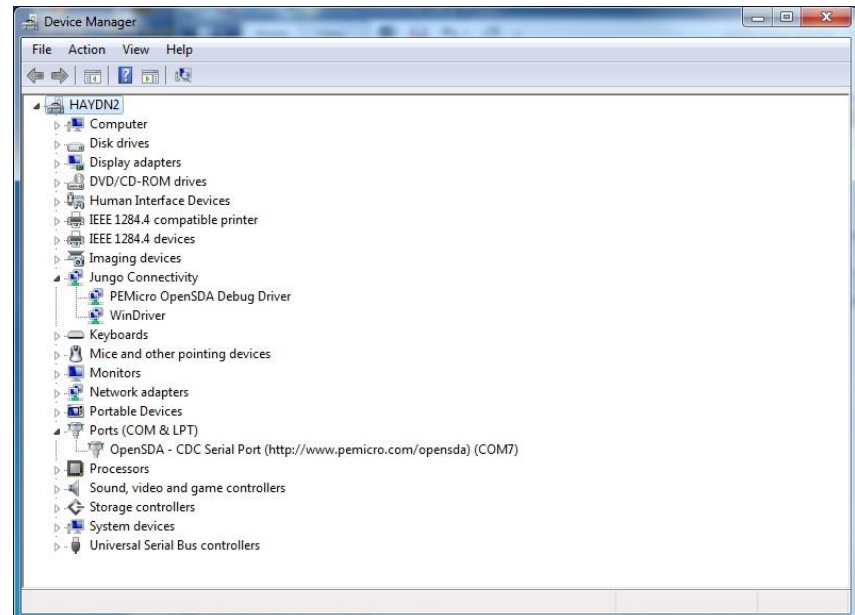 Device Manager
File Action View Help
HAYDN2
Computer
Disk drives
Display adapters
DVD/CD-ROM drives
Human Interface Devices
IEEE 1284.4 compatible printer
IEEE 1284.4 devices
Imaging devices
Jungo Connectivity
PEMicro OpenSDA Debug Driver
WinDriver
Keyboards
Mice and other pointing devices
Monitors
Network adapters
Portable Devices
Ports (COM & LPT)
OpenSDA - CDC Serial Port (http://www.pemicro.com/opensda) (COM7)
Processors
Sound, video and game controllers
Storage controllers
System devices
Universal Serial Bus controllers